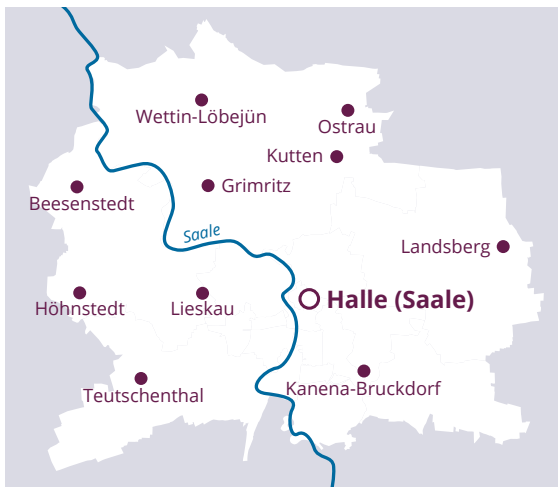 Wettin-Löbejün
Ostrau
Kutten
Grimritz
Beesenstedt
Saale
Landsberg
Höhnstedt
Lieskau
Halle (Saale)
Teutschenthal
Kanena-Bruckdorf